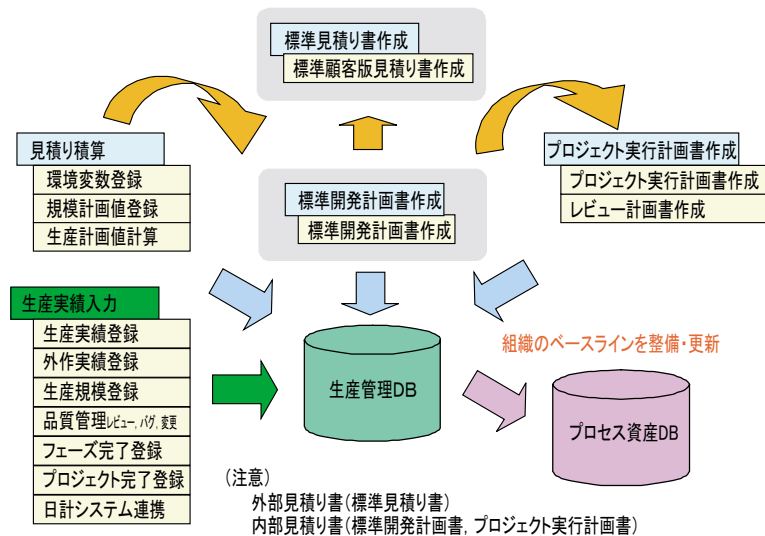 標準見積り書作成
標準顧客版見積り書作成
見積り積算
環境変数登録
規模計画値登録
生産計画値計算
標準開発計画書作成
標準開発計画書作成
プロジェクト実行計画書作成
プロジェクト実行計画書作成
レビュー計画書作成
生産実績入力
生産実績登録
外作実績登録
生産規模登録
品質管理レビュー, バグ, 変更
フェーズ完了登録
プロジェクト完了登録
日計システム連携
生産管理DB
組織のベースラインを整備・更新
プロセス資産DB
(注意)
外部見積り書(標準見積り書)
内部見積り書(標準開発計画書, プロジェクト実行計画書)